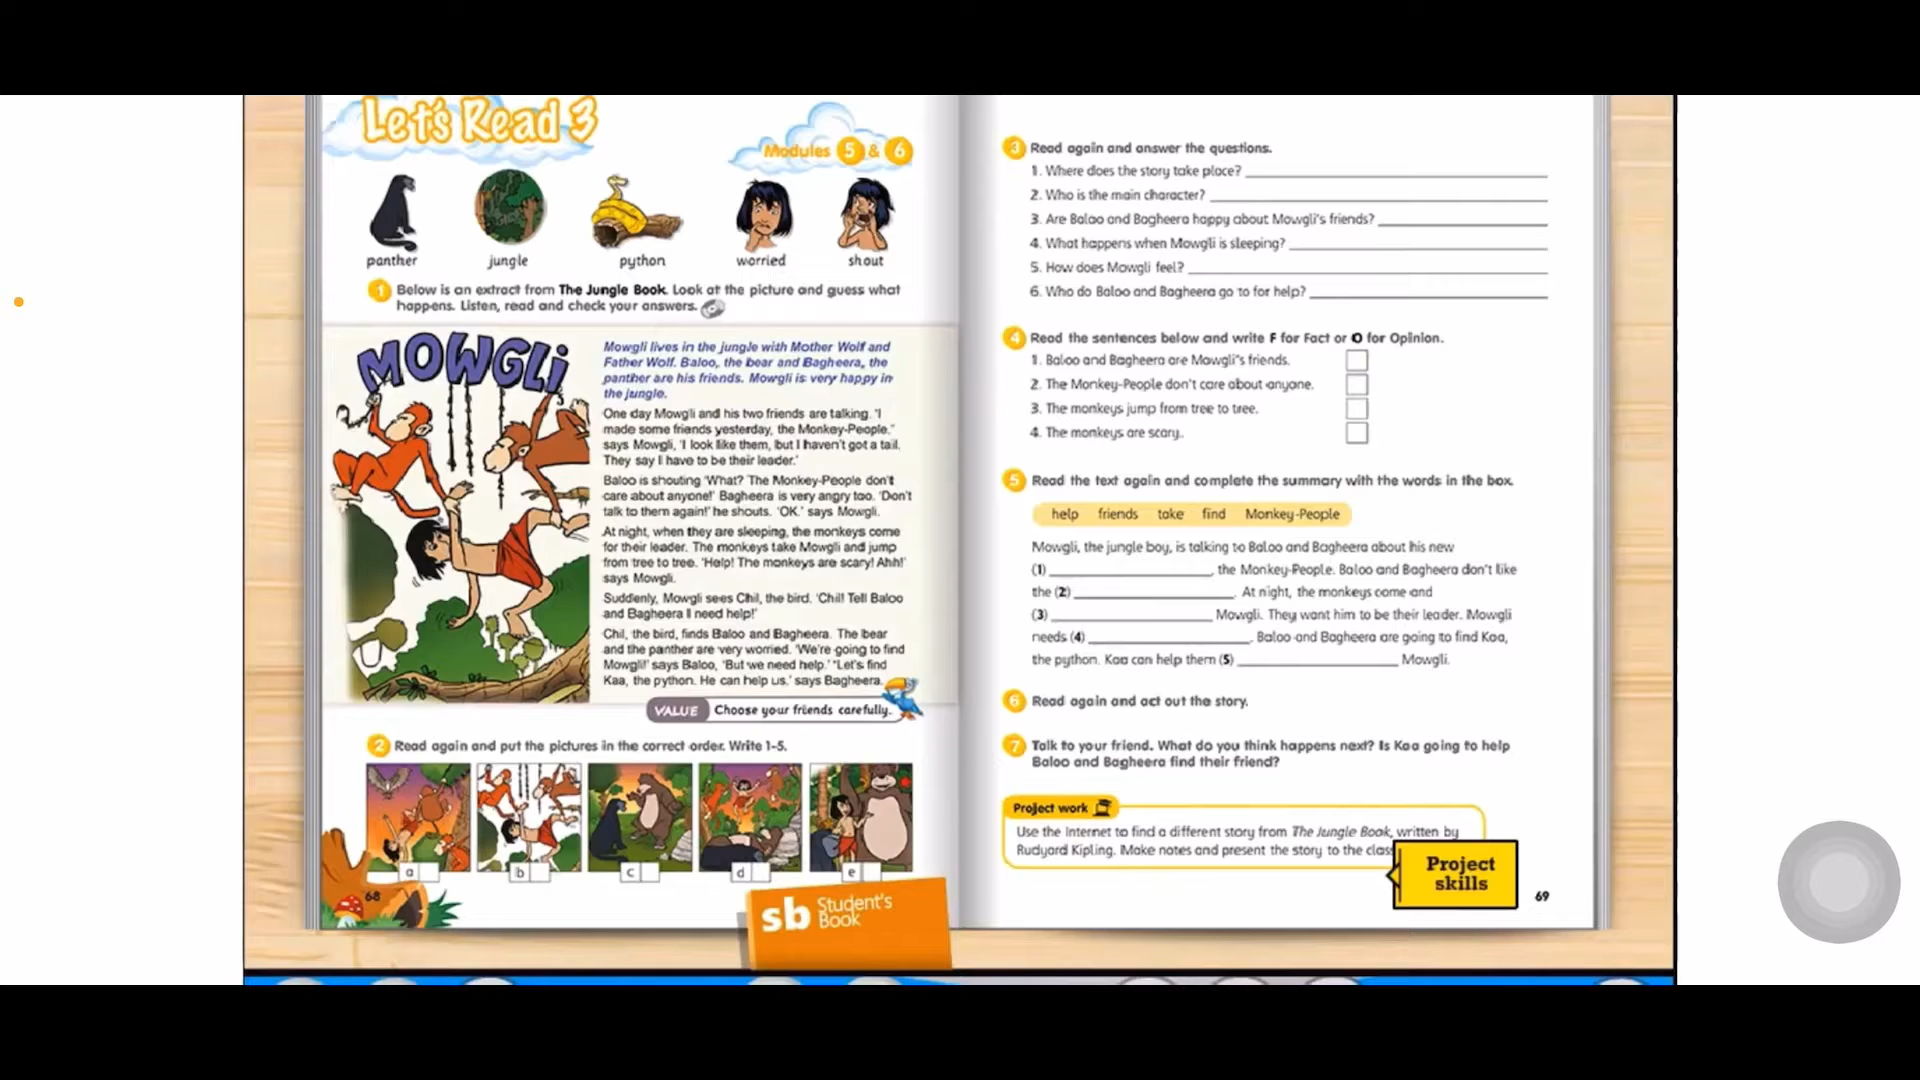 Let's Read 3
Modules 5 & 6
panther
jungle
python
worried
shout
1 Below is an extract from The Jungle Book. Look at the picture and guess what
happens. Listen, read and check your answers.
MOWGLi
Mowgli lives in the jungle with Mother Wolf and
Father Wolf. Baloo, the bear and Bagheera, the
panther are his friends. Mowgli is very happy in
the jungle.
One day Mowgli and his two friends are talking. 'I
made some friends yesterday, the Monkey-People.'
says Mowgli, 'I look like them, but I haven't got a tail.
They say I have to be their leader.'
Baloo is shouting 'What? The Monkey-People don't
care about anyone!' Bagheera is very angry too. 'Don't
talk to them again!' he shouts. 'OK.' says Mowgli.
At night, when they are sleeping, the monkeys come
for their leader. The monkeys take Mowgli and jump
from tree to tree. 'Help! The monkeys are scary! Ahh!'
says Mowgli.
Suddenly, Mowgli sees Chil, the bird. 'Chil! Tell Baloo
and Bagheera I need help!'
Chil, the bird, finds Baloo and Bagheera. The bear
and the panther are very worried. 'We're going to find
Mowgli!' says Baloo, 'But we need help.' 'Let's find
Kaa, the python. He can help us,' says Bagheera.
VALUE Choose your friends carefully.
2 Read again and put the pictures in the correct order. Write 1-5.
a
b
c
d
e
68
sb Student's
Book
3 Read again and answer the questions.
1. Where does the story take place?
2. Who is the main character?
3. Are Baloo and Bagheera happy about Mowgli's friends?
4. What happens when Mowgli is sleeping?
5. How does Mowgli feel?
6. Who do Baloo and Bagheera go to for help?
4 Read the sentences below and write F for Fact or O for Opinion.
1. Baloo and Bagheera are Mowgli's friends.
2. The Monkey-People don't care about anyone.
3. The monkeys jump from tree to tree.
4. The monkeys are scary..
5 Read the text again and complete the summary with the words in the box.
help friends take find Monkey-People
Mowgli, the jungle boy, is talking to Baloo and Bagheera about his new
(1) ____________, the Monkey-People. Baloo and Bagheera don't like
the (2) ____________. At night, the monkeys come and
(3) ____________ Mowgli. They want him to be their leader. Mowgli
needs (4) ____________. Baloo and Bagheera are going to find Kaa,
the python. Kaa can help them (5) ____________ Mowgli.
6 Read again and act out the story.
7 Talk to your friend. What do you think happens next? Is Kaa going to help
Baloo and Bagheera find their friend?
Project work
Use the Internet to find a different story from The Jungle Book, written by
Rudyard Kipling. Make notes and present the story to the
Project
skills
69